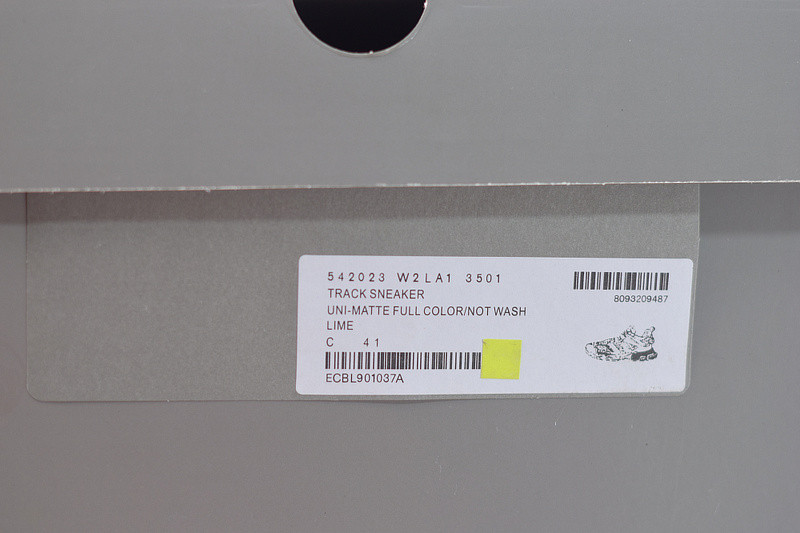 542023 W2LA1 3501
8093209487
TRACK SNEAKER
UNI-MATTE FULL COLOR/NOT WASH
LIME
C 41
ECBL901037A